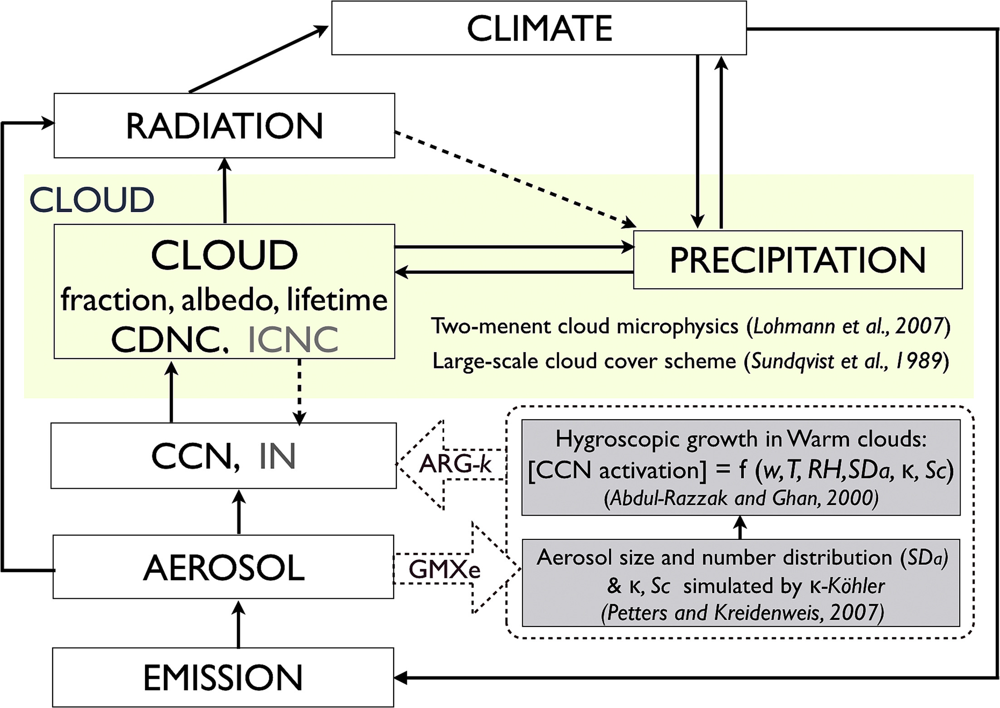 CLIMATE
RADIATION
CLOUD
CLOUD
fraction, albedo, lifetime
CDNC, ICNC
PRECIPITATION
Two-menent cloud microphysics (Lohmann et al., 2007)
Large-scale cloud cover scheme (Sundqvist et al., 1989)
CCN, IN
ARG-k
Hygroscopic growth in Warm clouds:
[CCN activation] = f (w, T, RH, SDa, κ, Sc)
(Abdul-Razzak and Ghan, 2000)
AEROSOL
GMXe
Aerosol size and number distribution (SDa)
& κ, Sc simulated by κ-Köhler
(Petters and Kreidenweis, 2007)
EMISSION